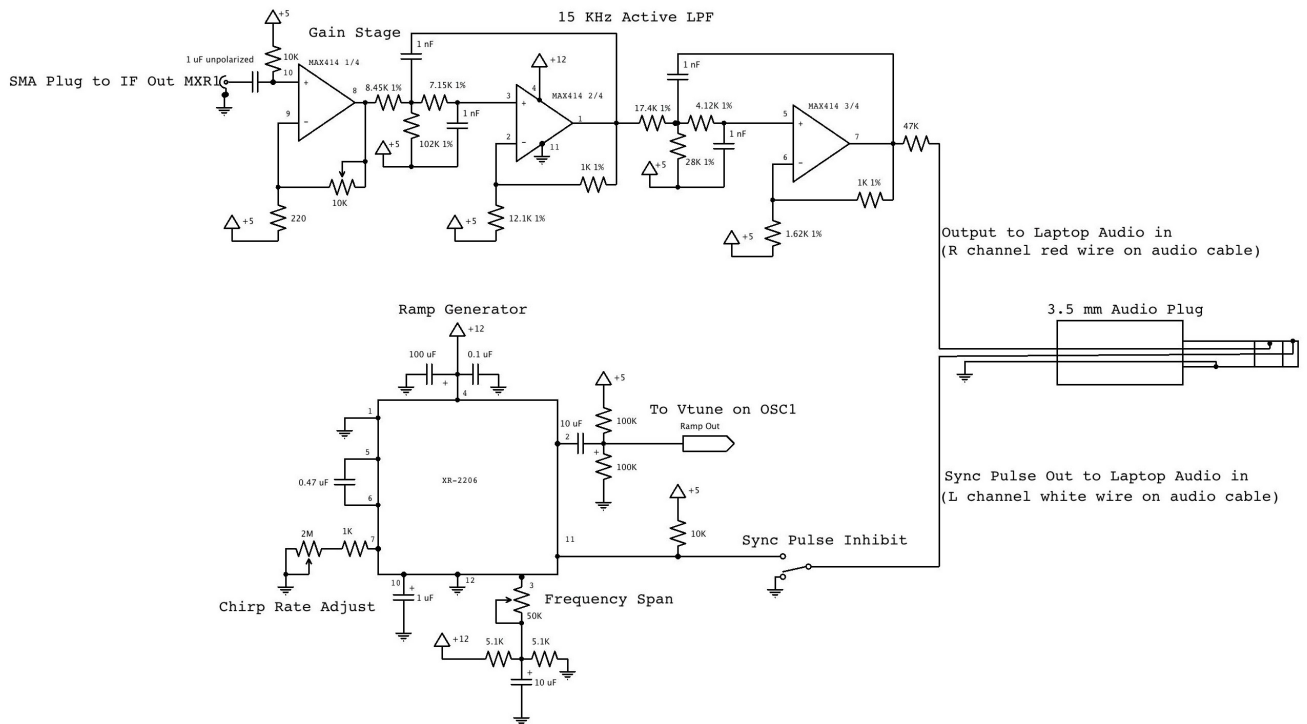 15 KHz Active LPF
+5
Gain Stage
1 nF
1 nF
1 uF unpolarized
10K
MAX414 1/4
+12
SMA Plug to IF Out MXR1
10
+
8
8.45K 1%
7.15K 1%
4
MAX414 2/4
17.4K 1%
4.12K 1%
MAX414 3/4
3
+
5
+
9
-
1 nF
1
1 nF
7
47K
+5
102K 1%
2
-
11
+5
28K 1%
6
-
10K
1K 1%
1K 1%
+5
220
+5
12.1K 1%
+5
1.62K 1%
Output to Laptop Audio in
(R channel red wire on audio cable)
Ramp Generator
3.5 mm Audio Plug
+12
100 uF
0.1 uF
+
4
+5
1
10 uF
100K
To Vtune on OSC1
2
Ramp Out
+
5
100K
0.47 uF
XR-2206
Sync Pulse Out to Laptop Audio in
(L channel white wire on audio cable)
6
+5
2M
1K
7
11
10K
Sync Pulse Inhibit
10
+
12
3
1 uF
Chirp Rate Adjust
Frequency Span
50K
+12
5.1K
5.1K
+
10 uF